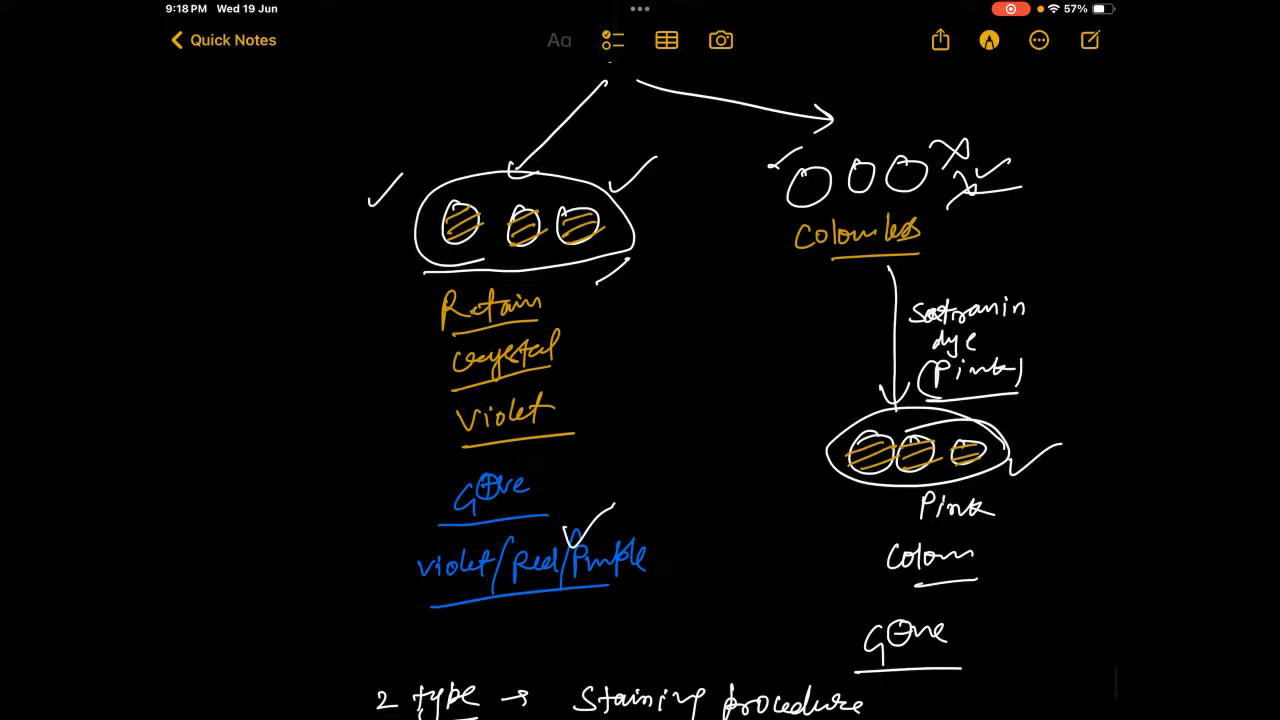 9:18 PM Wed 19 Jun
57%
Quick Notes
Aa
Colourless
Retain
Crystal
Violet
Safranin
dye
(Pink)
G⊕ve
Violet/Red/Purple
Pink
Colour
G⊖ve
2 type → Staining procedure